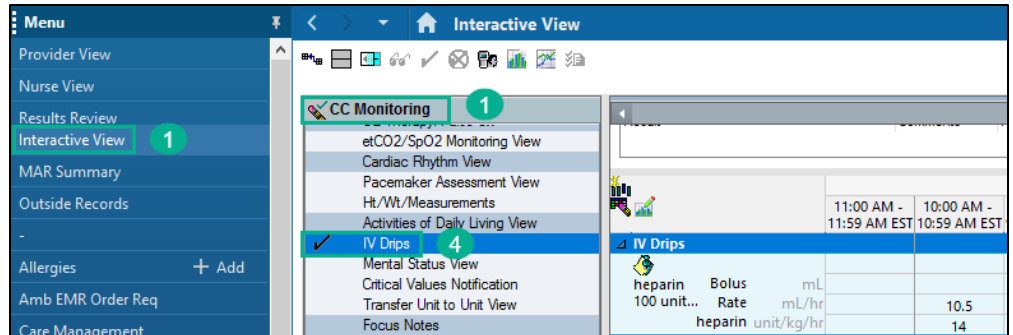 Menu
Interactive View
Provider View
Nurse View
Results Review
Interactive View 1
MAR Summary
Outside Records
-
Allergies + Add
Amb EMR Order Req
Care Management
CC Monitoring 1
etCO2/SpO2 Monitoring View
Cardiac Rhythm View
Pacemaker Assessment View
Ht/Wt/Measurements
Activities of Daily Living View
IV Drips 4
Mental Status View
Critical Values Notification
Transfer Unit to Unit View
Focus Notes
11:00 AM - 10:00 AM -
11:59 AM EST 10:59 AM EST
IV Drips
heparin Bolus mL
100 unit... Rate mL/hr 10.5
heparin unit/kg/hr 14